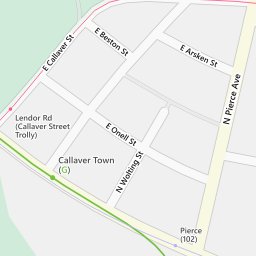 E Callaver St
E Beston St
E Arsken St
N Pierce Ave
Lendor Rd
(Callaver Street
Trolly)
E Onell St
Callaver Town
(G)
N Wolting St
Pierce
(102)